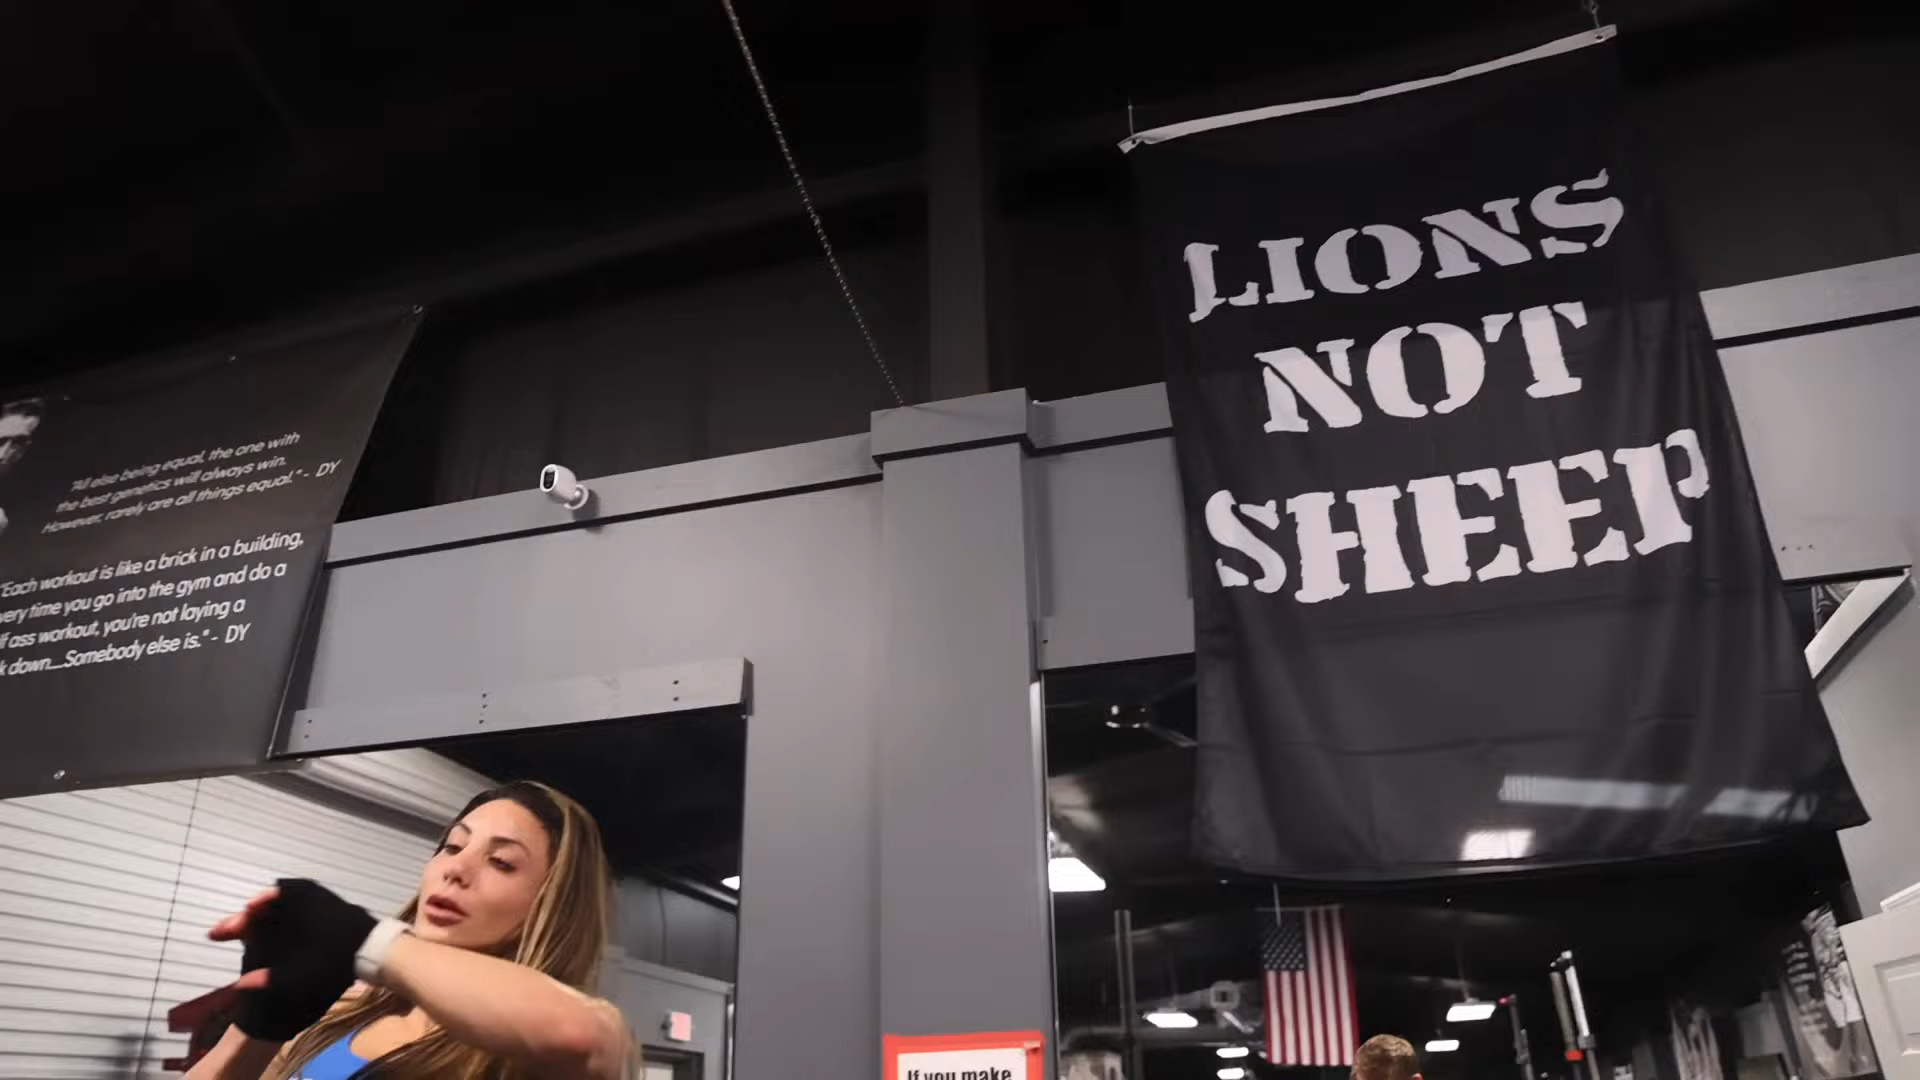 "All else being equal, the one with
the best genetics will always win.
However, rarely are all things equal." - DY
"Each workout is like a brick in a building,
very time you go into the gym and do a
lf ass workout, you're not laying a
k down....Somebody else is." - DY
LIONS
NOT
SHEEP
If you make